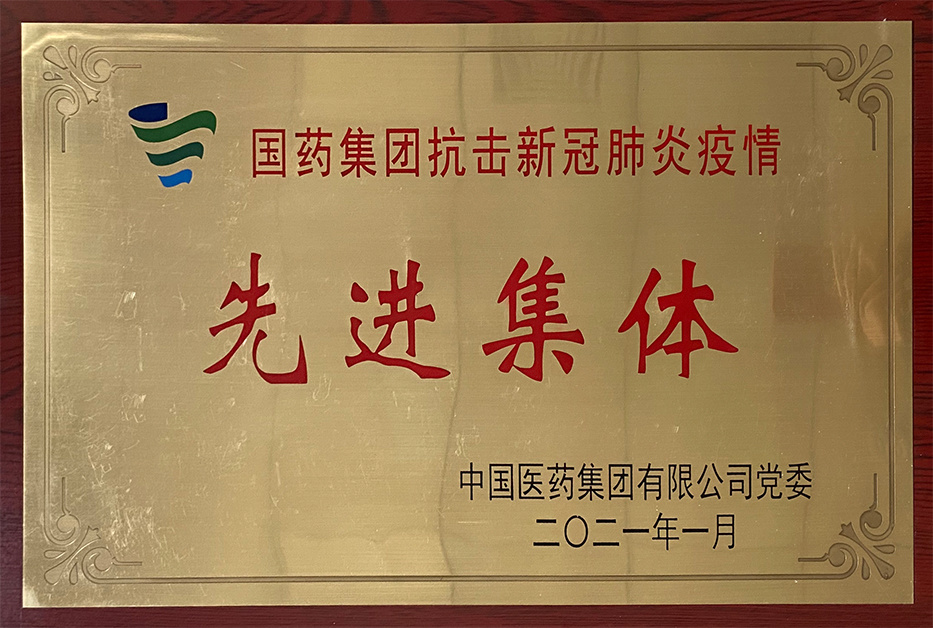 国药集团抗击新冠肺炎疫情
先进集体
中国医药集团有限公司党委
二〇二一年一月